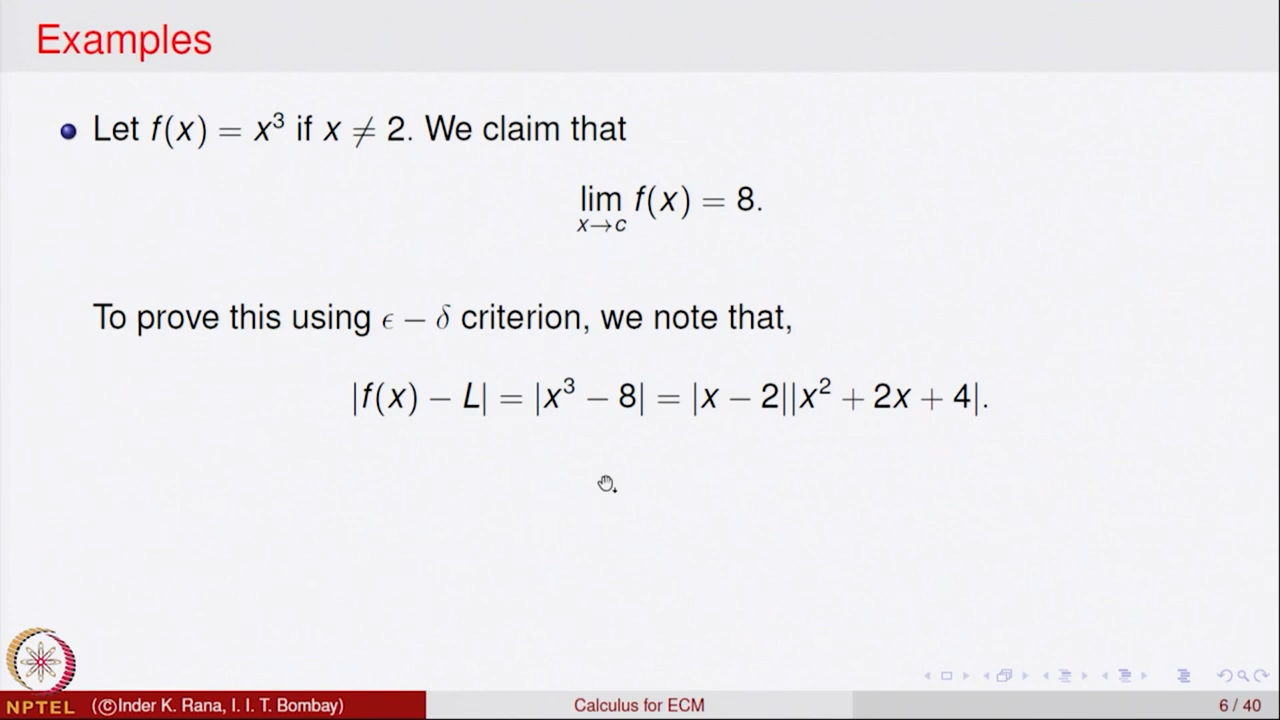 Examples
Let f(x) = x³ if x ≠ 2. We claim that
lim f(x) = 8.
x→c
To prove this using ϵ − δ criterion, we note that,
|f(x) − L| = |x³ − 8| = |x − 2||x² + 2x + 4|.
NPTEL (©Inder K. Rana, I. I. T. Bombay) Calculus for ECM 6 / 40